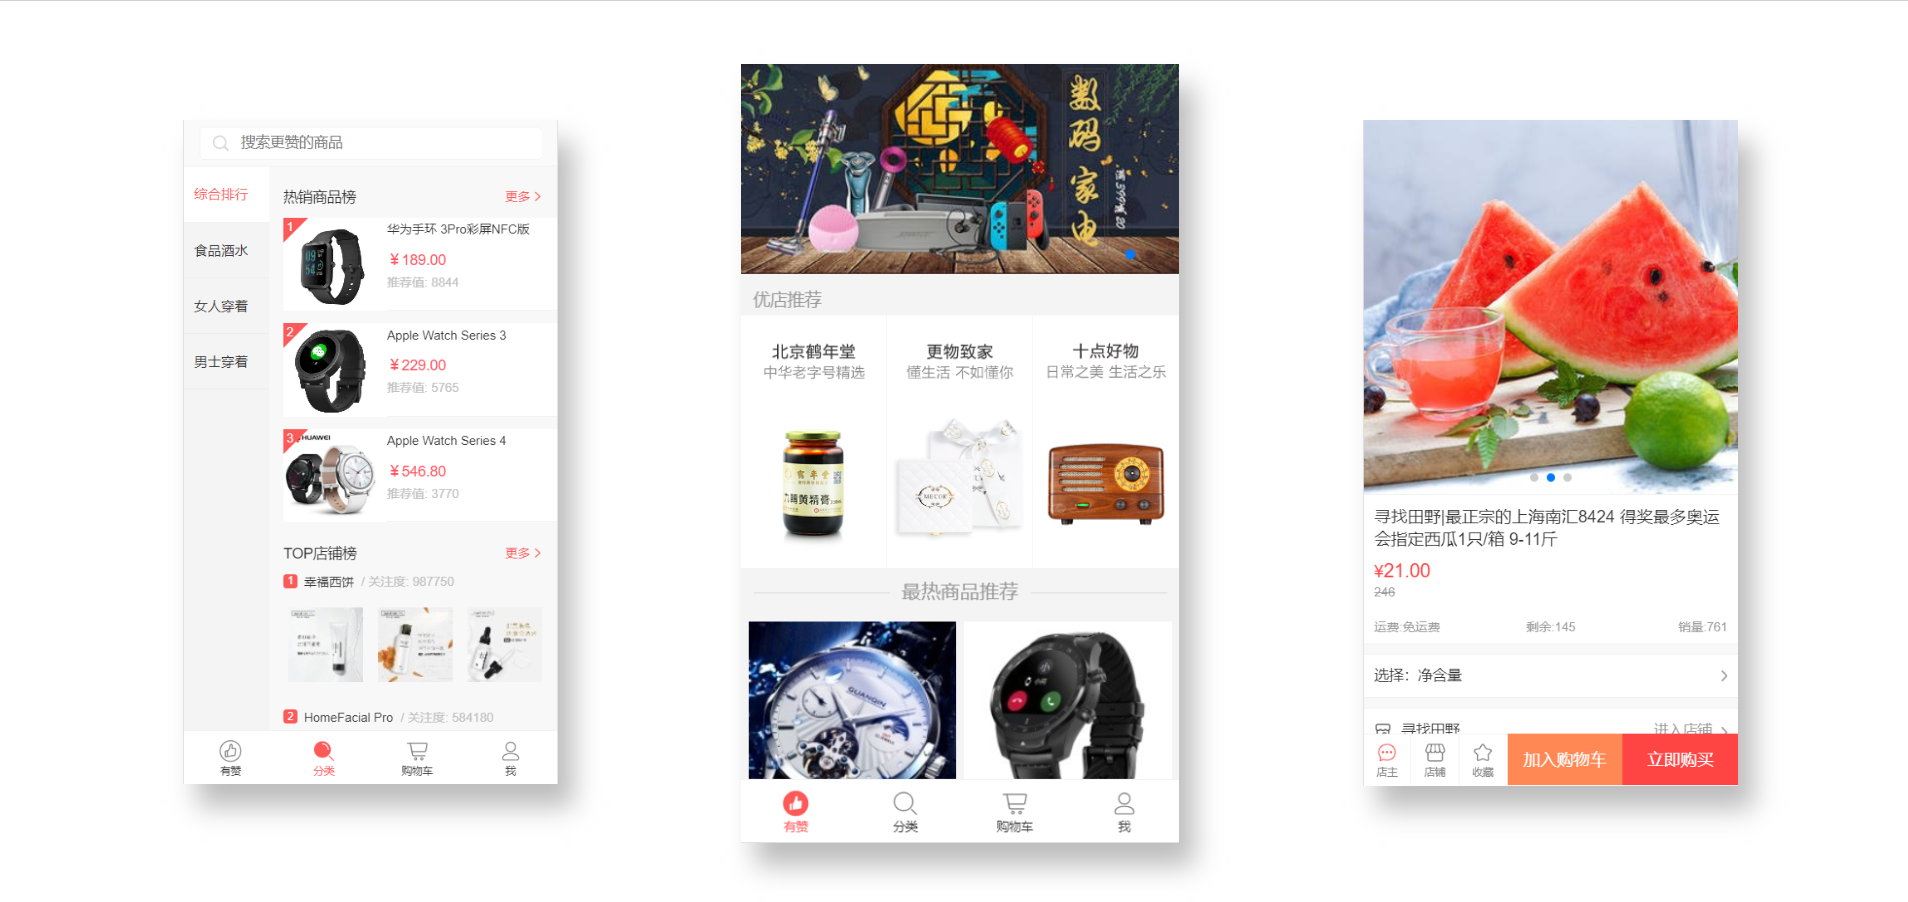 搜索更赞的商品
综合排行
食品酒水
女人穿着
男士穿着
热销商品榜
更多
1
华为手环 3Pro彩屏NFC版
￥189.00
推荐值: 8844
2
Apple Watch Series 3
￥229.00
推荐值: 5765
3
HUAWEI
Apple Watch Series 4
￥546.80
推荐值: 3770
TOP店铺榜
更多
1 幸福西饼 / 关注度: 987750
2 HomeFacial Pro / 关注度: 584180
有赞
分类
购物车
我
数码家电
优店推荐
北京鹤年堂
中华老字号精选
更物致家
懂生活 不如懂你
十点好物
日常之美 生活之乐
MECOR
最热商品推荐
GUANQIN
有赞
分类
购物车
我
寻找田野|最正宗的上海南汇8424 得奖最多奥运
会指定西瓜1只/箱 9-11斤
¥21.00
246
运费:免运费
剩余:145
销量:761
选择：净含量
寻找田野
进入店铺
店主
店铺
收藏
加入购物车
立即购买